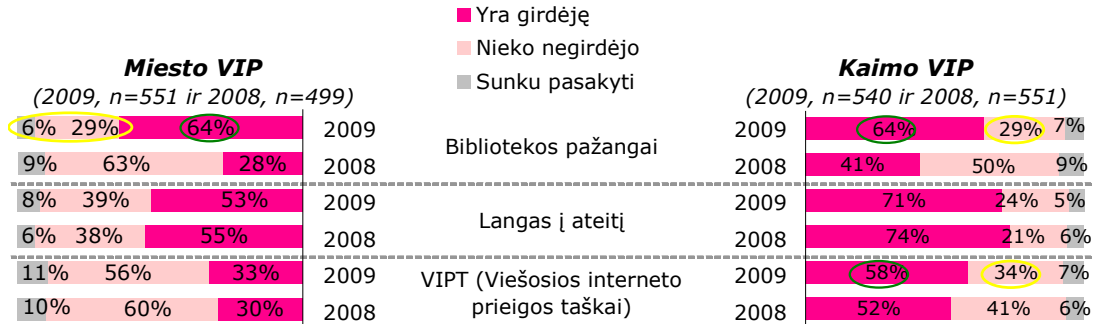 Yra girdėję
Nieko negirdėjo
Sunku pasakyti
Miesto VIP
(2009, n=551 ir 2008, n=499)
Kaimo VIP
(2009, n=540 ir 2008, n=551)
6% 29% 64% 2009
9% 63% 28% 2008
Bibliotekos pažangai
2009 64% 29% 7%
2008 41% 50% 9%
8% 39% 53% 2009
6% 38% 55% 2008
Langas į ateitį
2009 71% 24% 5%
2008 74% 21% 6%
11% 56% 33% 2009
10% 60% 30% 2008
VIPT (Viešosios interneto
prieigos taškai)
2009 58% 34% 7%
2008 52% 41% 6%